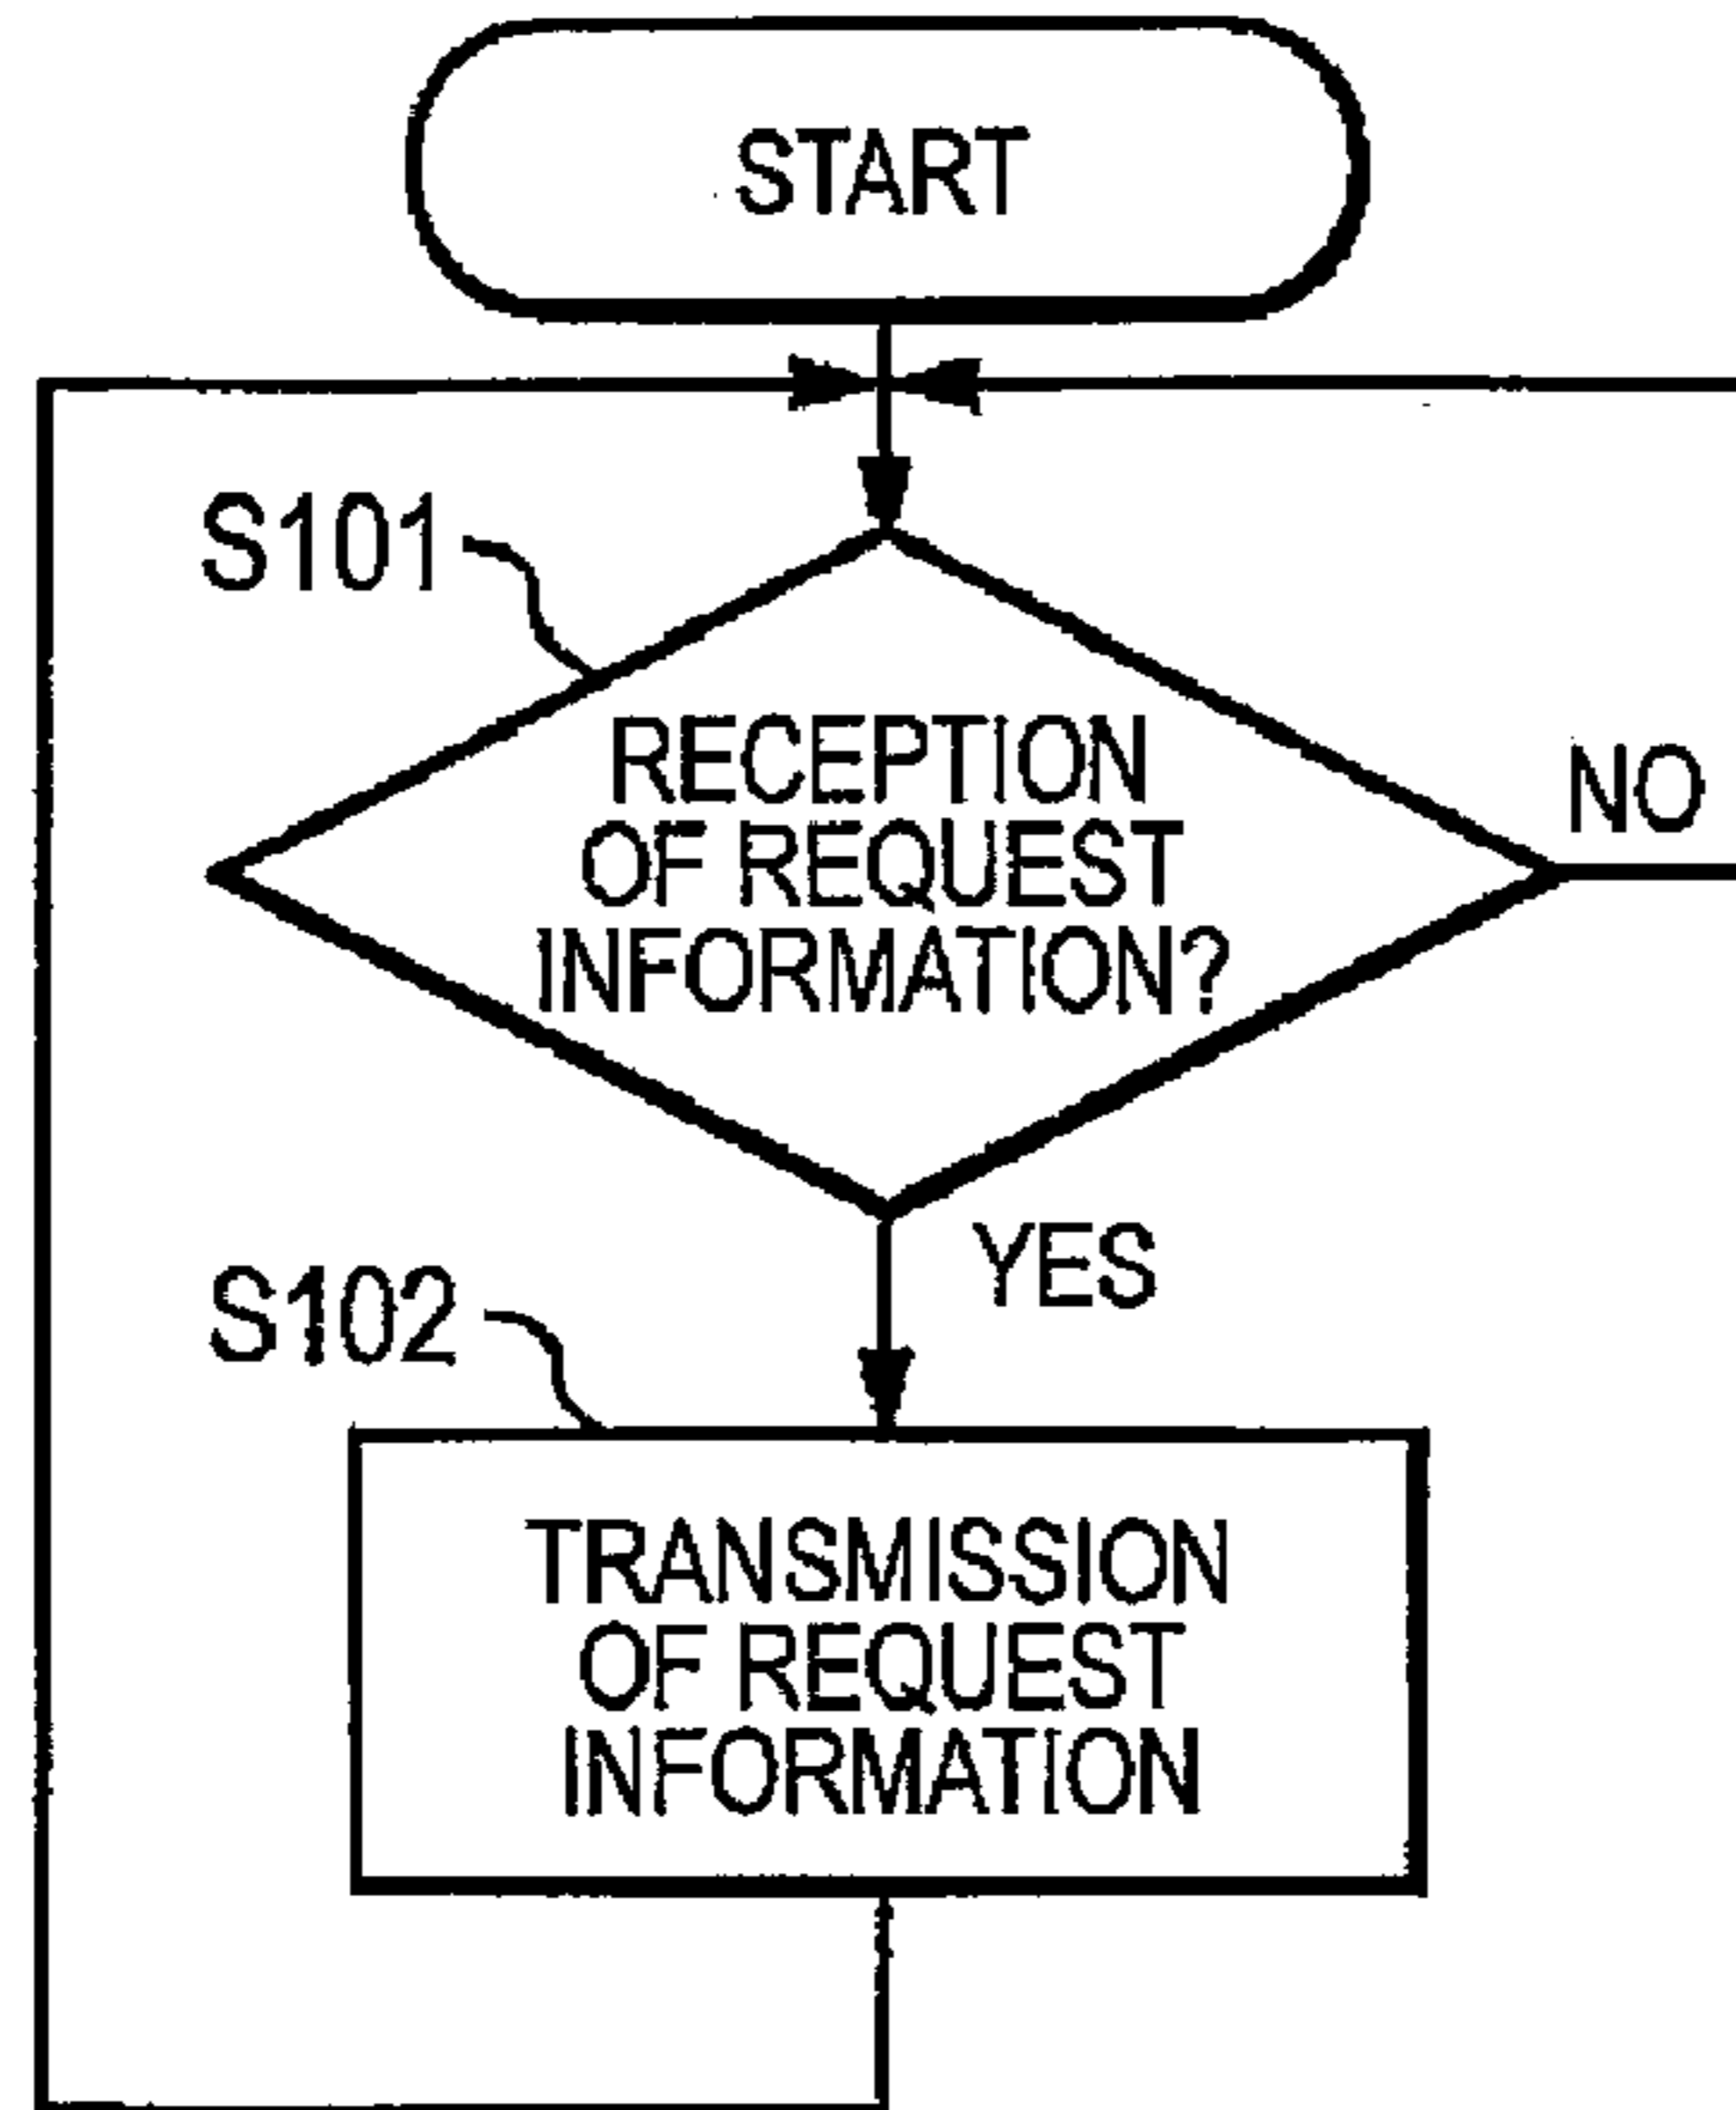 START
S101
RECEPTION
OF REQUEST
INFORMATION?
NO
YES
S102
TRANSMISSION
OF REQUEST
INFORMATION